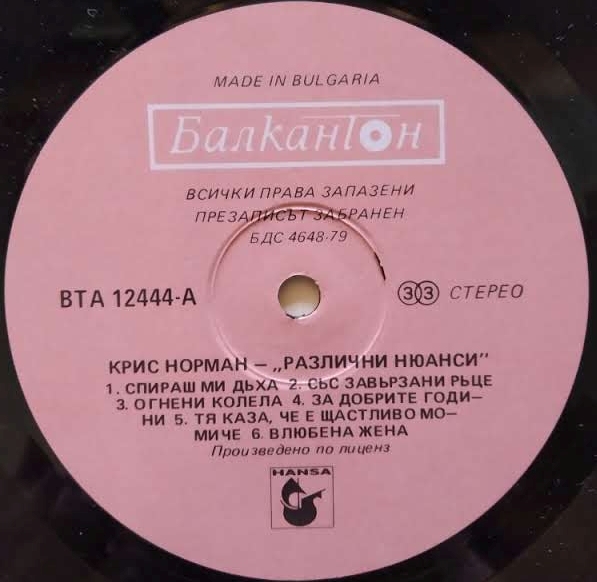 MADE IN BULGARIA
БалканТон
ВСИЧКИ ПРАВА ЗАПАЗЕНИ
ПРЕЗАПИСЪТ ЗАБРАНЕН
БДС 4648-79
ВТА 12444-А
33 СТЕРЕО
КРИС НОРМАН — „РАЗЛИЧНИ НЮАНСИ"
1. СПИРАШ МИ ДЪХА 2. СЪС ЗАВЪРЗАНИ РЪЦЕ
3. ОГНЕНИ КОЛЕЛА 4. ЗА ДОБРИТЕ ГОДИ—
НИ 5. ТЯ КАЗА, ЧЕ Е ЩАСТЛИВО МО—
МИЧЕ 6. ВЛЮБЕНА ЖЕНА
Произведено по лиценз
HANSA